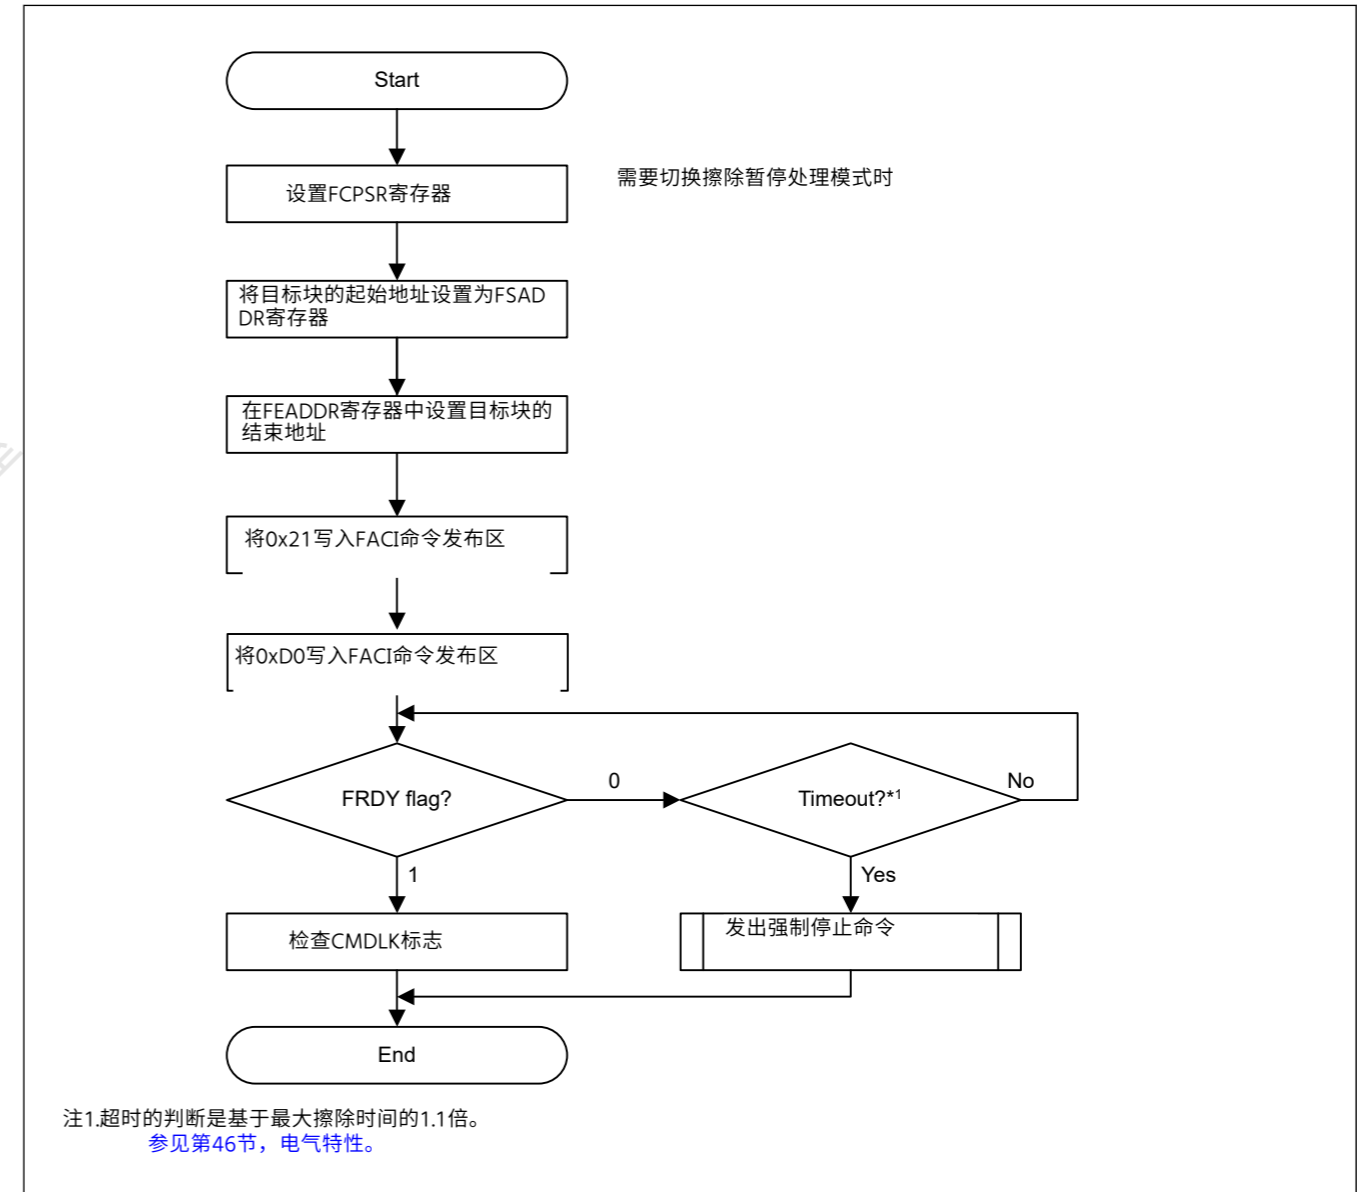 Start
设置FCPSR寄存器
需要切换擦除暂停处理模式时
将目标块的起始地址设置为FSAD
DR寄存器
在FEADDR寄存器中设置目标块的
结束地址
将0x21写入FACI命令发布区
将0xD0写入FACI命令发布区
FRDY flag?
0
Timeout?*1
No
1
Yes
检查CMDLK标志
发出强制停止命令
End
注1.超时的判断是基于最大擦除时间的1.1倍。
参见第46节，电气特性。